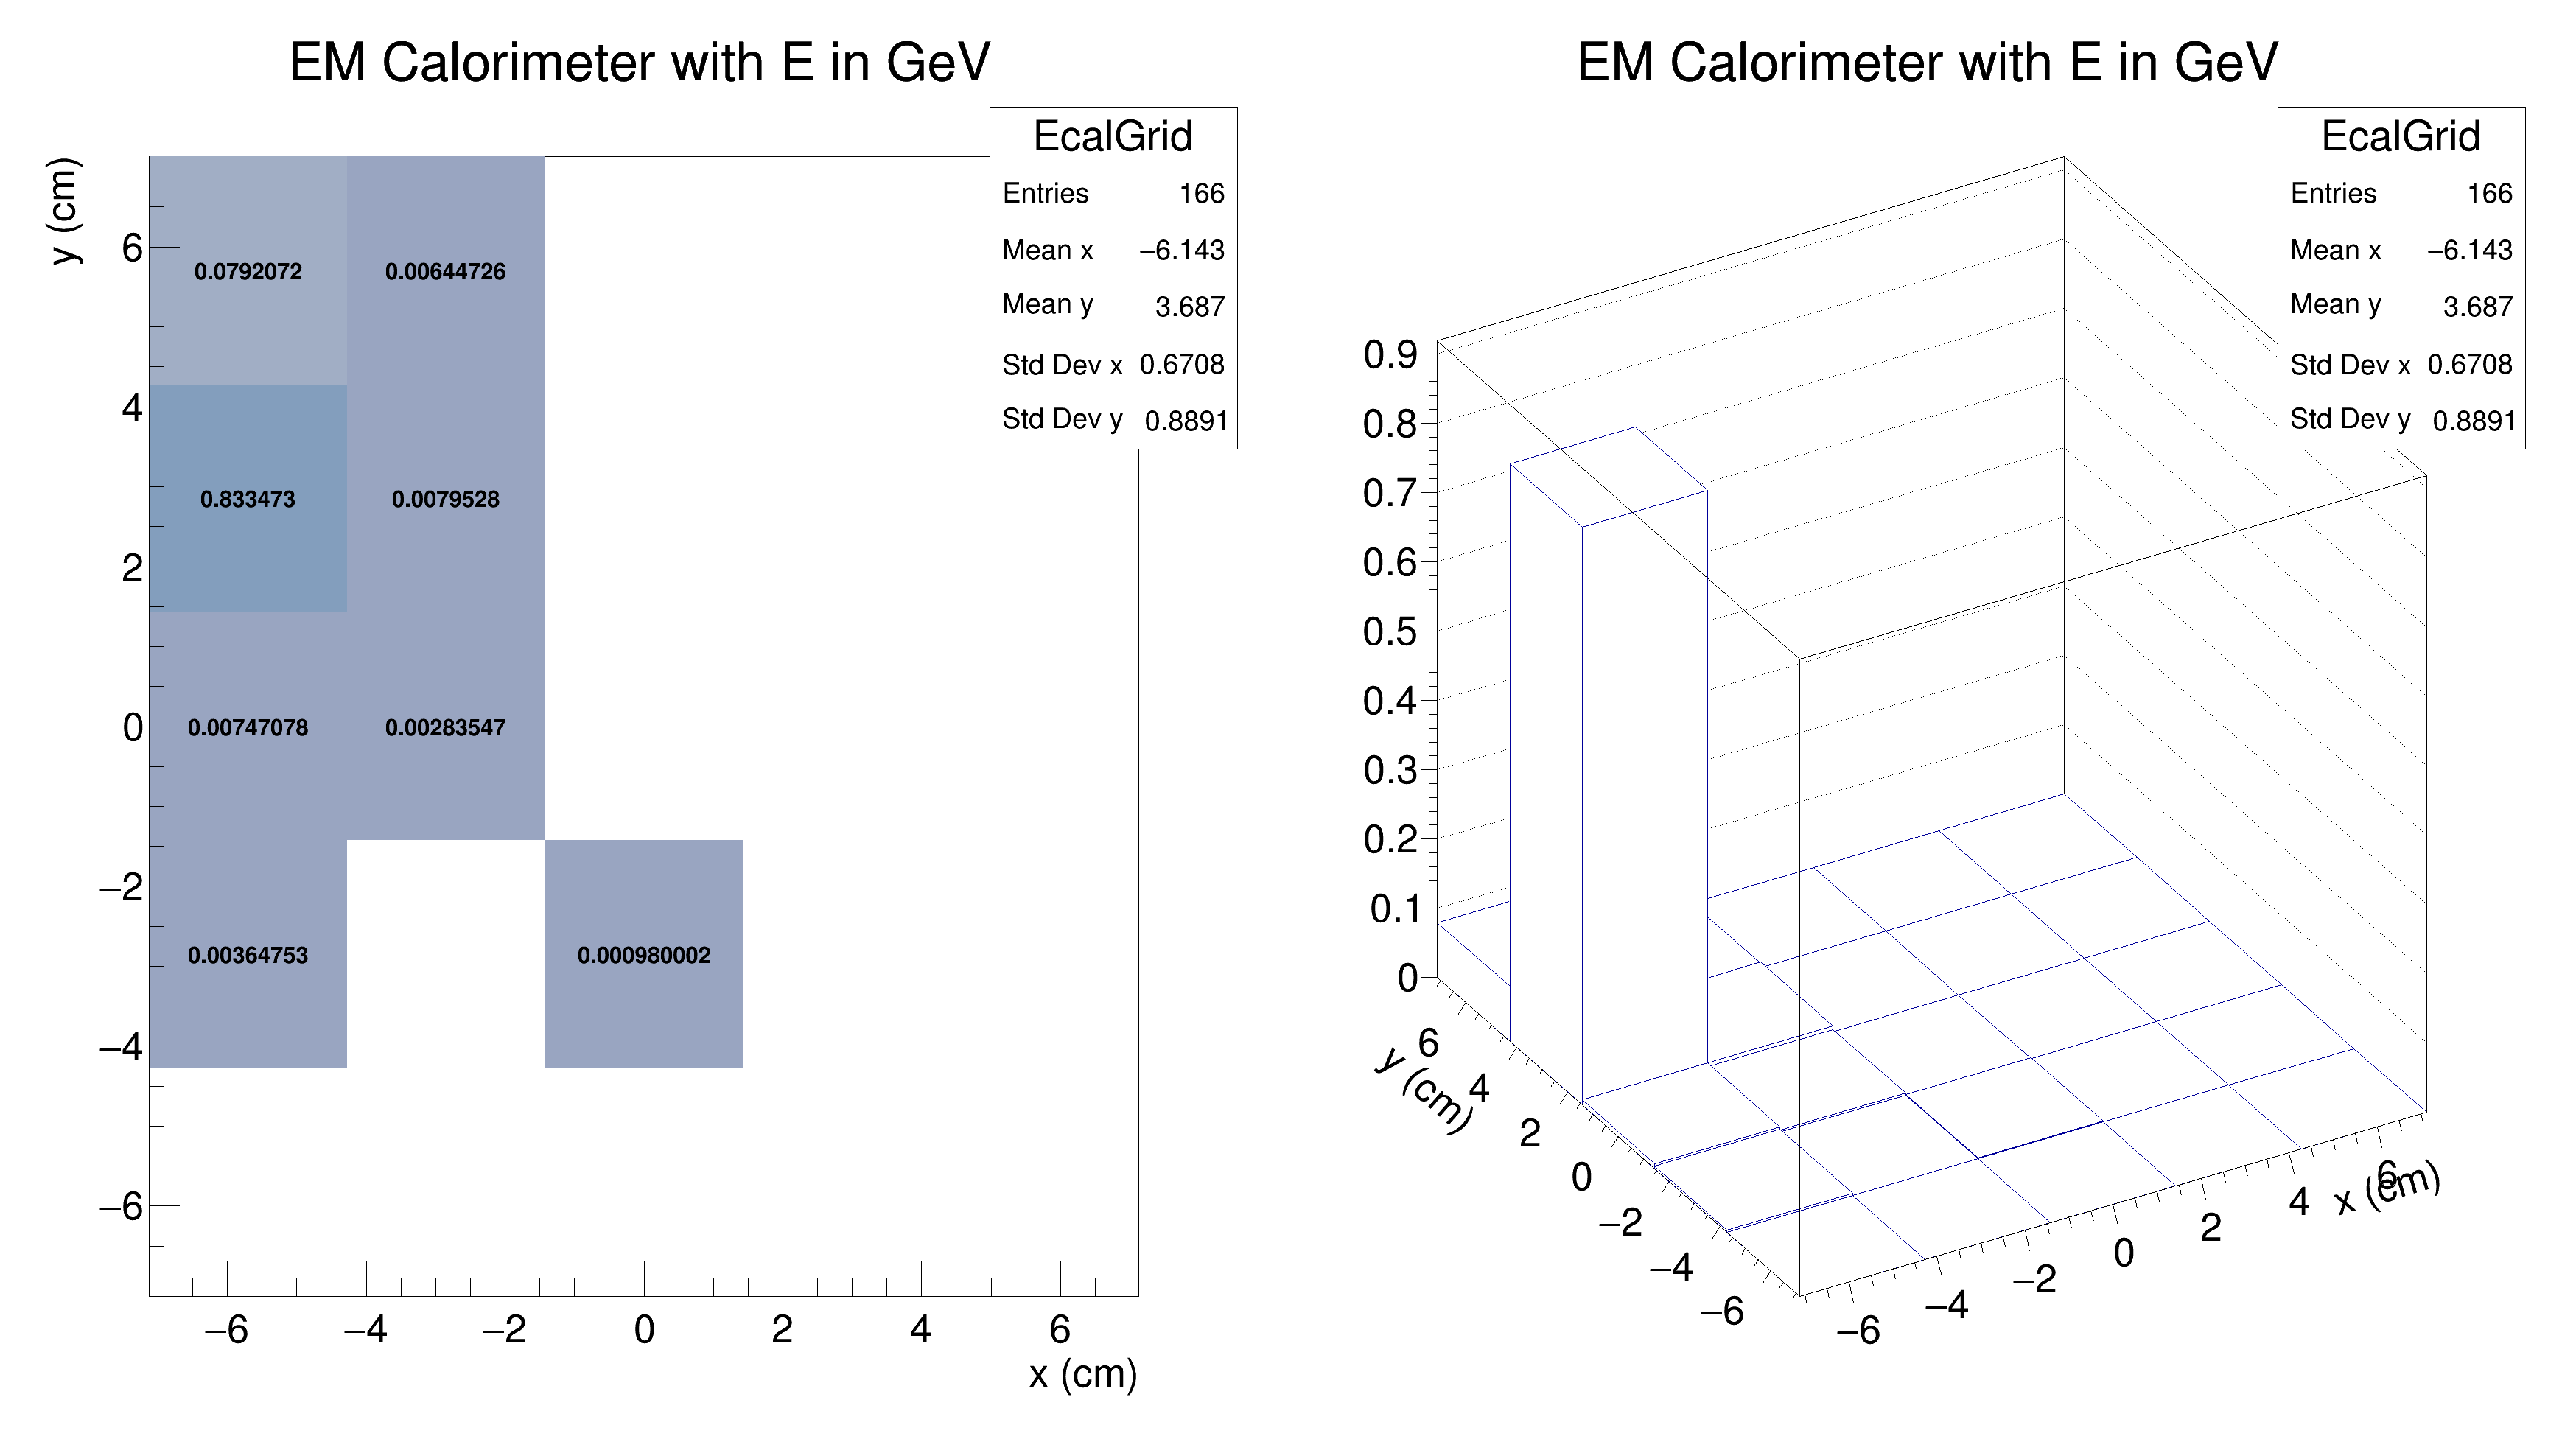 EM Calorimeter with E in GeV
EcalGrid
Entries 166
Mean x −6.143
Mean y 3.687
Std Dev x 0.6708
Std Dev y 0.8891
y (cm)
6
4
2
0
−2
−4
−6
0.0792072 0.00644726
0.833473 0.0079528
0.00747078 0.00283547
0.00364753 0.000980002
−6 −4 −2 0 2 4 6
x (cm)
EM Calorimeter with E in GeV
EcalGrid
Entries 166
Mean x −6.143
Mean y 3.687
Std Dev x 0.6708
Std Dev y 0.8891
0.9
0.8
0.7
0.6
0.5
0.4
0.3
0.2
0.1
0
y (cm)
6
4
2
0
−2
−4
−6
−6 −4 −2 0 2 4 6
x (cm)